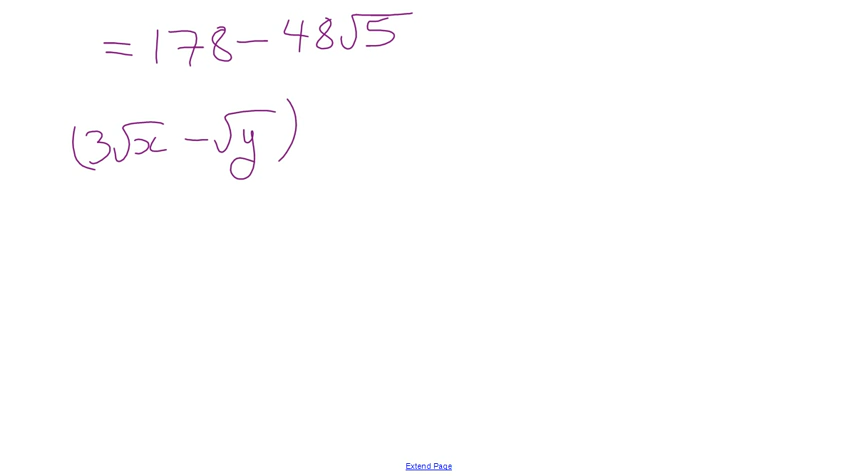 = 178 - 48√5
(3√x - √y)
Extend Page